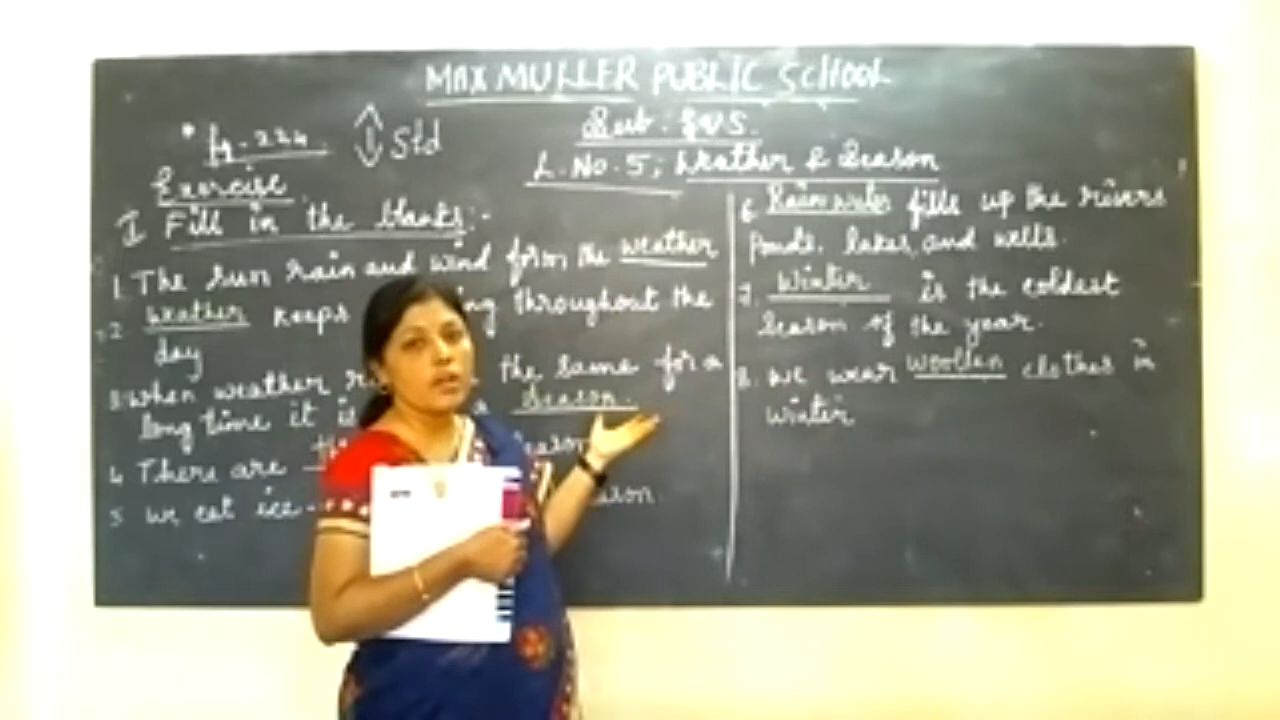 MAX MULLER PUBLIC SCHOOL
Sub: EVS.
* Pg-224 I Std
L.No.5; Weather & Season
Exercise
I Fill in the blanks:-
1. The sun rain and wind form the weather
2 weather keeps ing throughout the
day
3. when weather the same for a
long time it is a Season.
4 There are
5 we eat ice-
6. Rain water fills up the rivers
Ponds, lakes, and wells.
7. Winter is the coldest
Season of the year.
8. we wear woollen clothes in
winter